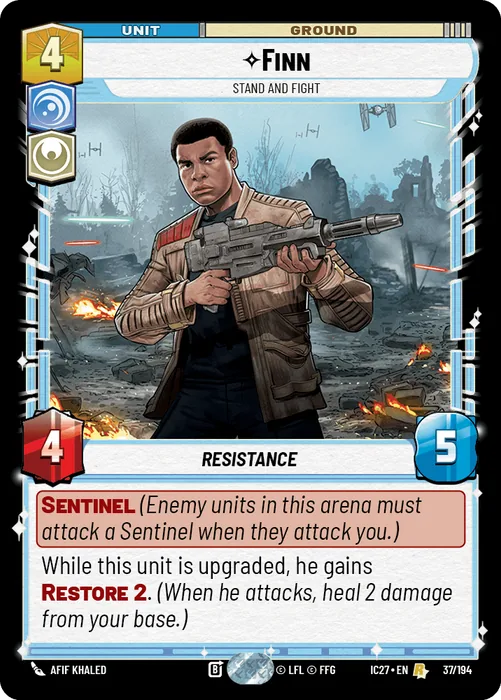 UNIT
GROUND
4
✧FINN
STAND AND FIGHT
4
RESISTANCE
5
SENTINEL (Enemy units in this arena must
attack a Sentinel when they attack you.)
While this unit is upgraded, he gains
RESTORE 2. (When he attacks, heal 2 damage
from your base.)
AFIF KHALED
B
© LFL © FFG
IC27•EN
R
37/194